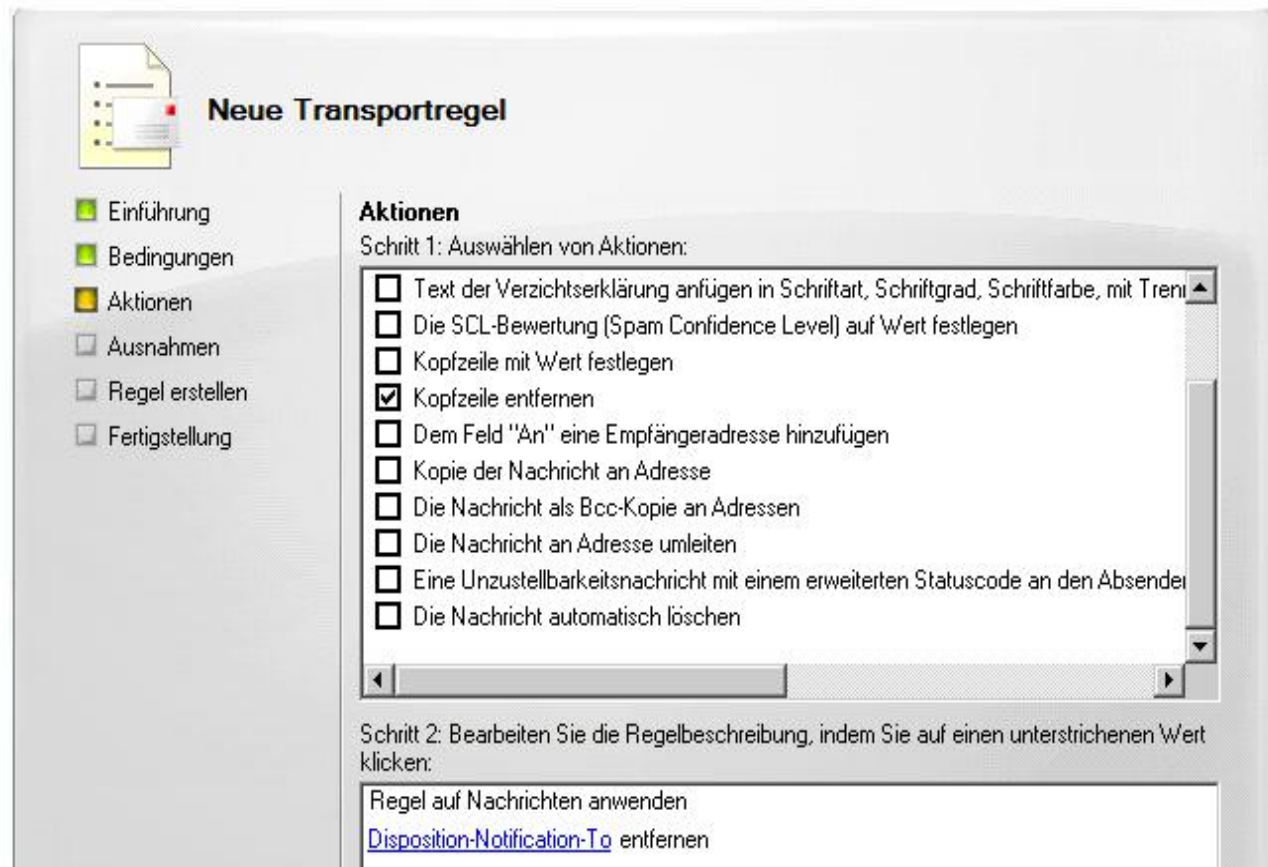 Neue Transportregel
Einführung
Bedingungen
Aktionen
Ausnahmen
Regel erstellen
Fertigstellung
Aktionen
Schritt 1: Auswählen von Aktionen:
Text der Verzichtserklärung anfügen in Schriftart, Schriftgrad, Schriftfarbe, mit
Die SCL-Bewertung (Spam Confidence Level) auf Wert festlegen
Kopfzeile mit Wert festlegen
Kopfzeile entfernen
Dem Feld "An" eine Empfängeradresse hinzufügen
Kopie der Nachricht an Adresse
Die Nachricht als Bcc-Kopie an Adressen
Die Nachricht an Adresse umleiten
Eine Unzustellbarkeitsnachricht mit einem erweiterten Statuscode an den
Die Nachricht automatisch löschen
Schritt 2: Bearbeiten Sie die Regelbeschreibung, indem Sie auf einen unterstrichenen Wert
klicken:
Regel auf Nachrichten anwenden
Disposition-Notification-To entfernen